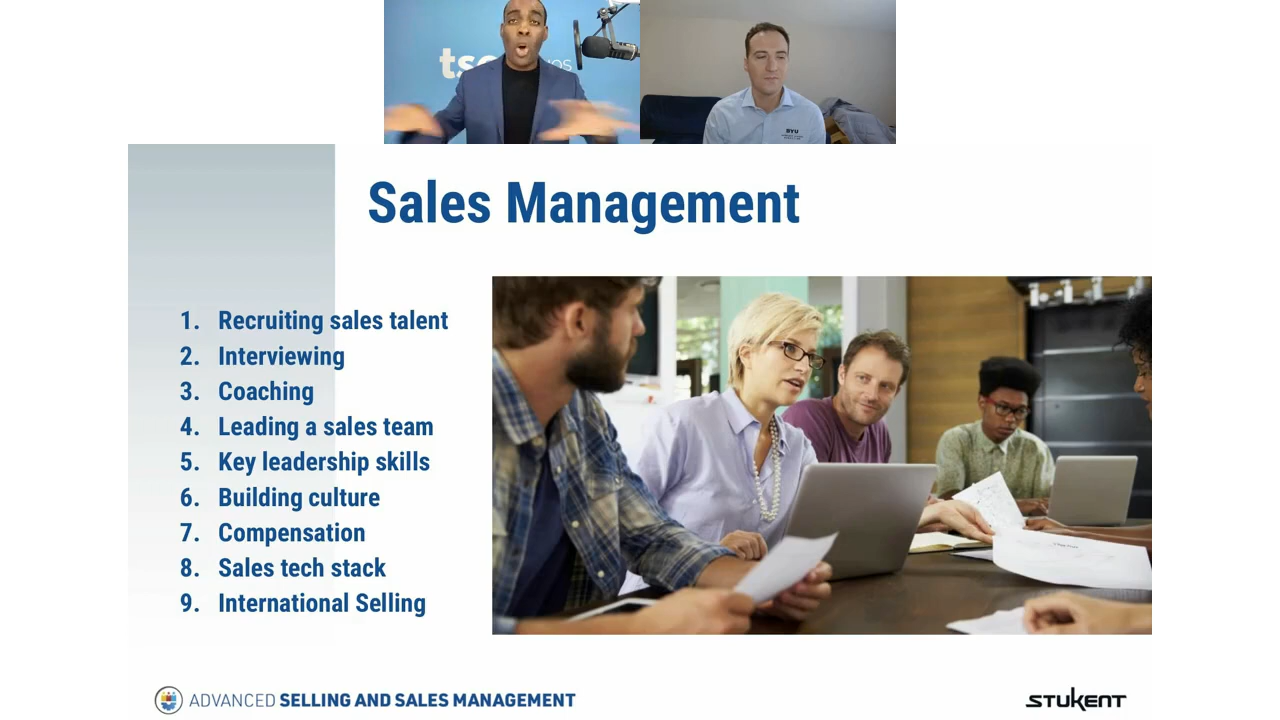 BYU
Sales Management
1. Recruiting sales talent
2. Interviewing
3. Coaching
4. Leading a sales team
5. Key leadership skills
6. Building culture
7. Compensation
8. Sales tech stack
9. International Selling
ADVANCED SELLING AND SALES MANAGEMENT
STUKENT